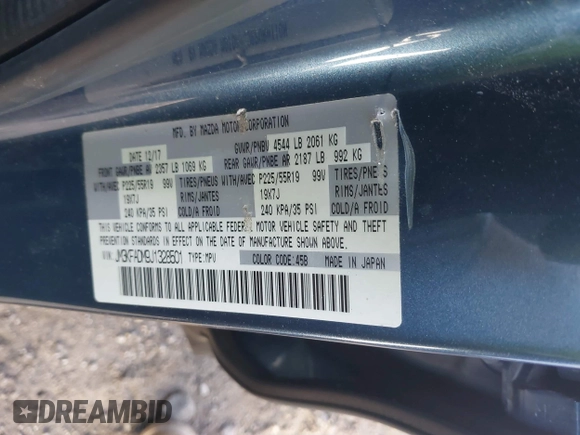 MFG. BY MAZDA MOTOR CORPORATION
DATE 12/17
GVWR/PNBV 4544 LB 2061 KG
FRONT GAWR/PNBE AV 2357 LB 1069 KG
REAR GAWR/PNBE AR 2187 LB 992 KG
WITH/AVEC P225/55R19 99V TIRES/PNEUS WITH/AVEC P225/55R19 99V TIRES/PNEUS
19X7J RIMS/JANTES 19X7J RIMS/JANTES
240 KPA/35 PSI COLD/A FROID 240 KPA/35 PSI COLD/A FROID
THIS VEHICLE CONFORMS TO ALL APPLICABLE FEDERAL MOTOR VEHICLE SAFETY AND THEFT
PREVENTION STANDARDS IN EFFECT ON THE DATE OF MANUFACTURE SHOWN ABOVE.
VIN: JM3KFADM9J1328501 TYPE: MPV COLOR CODE:45B MADE IN JAPAN
DREAMBID